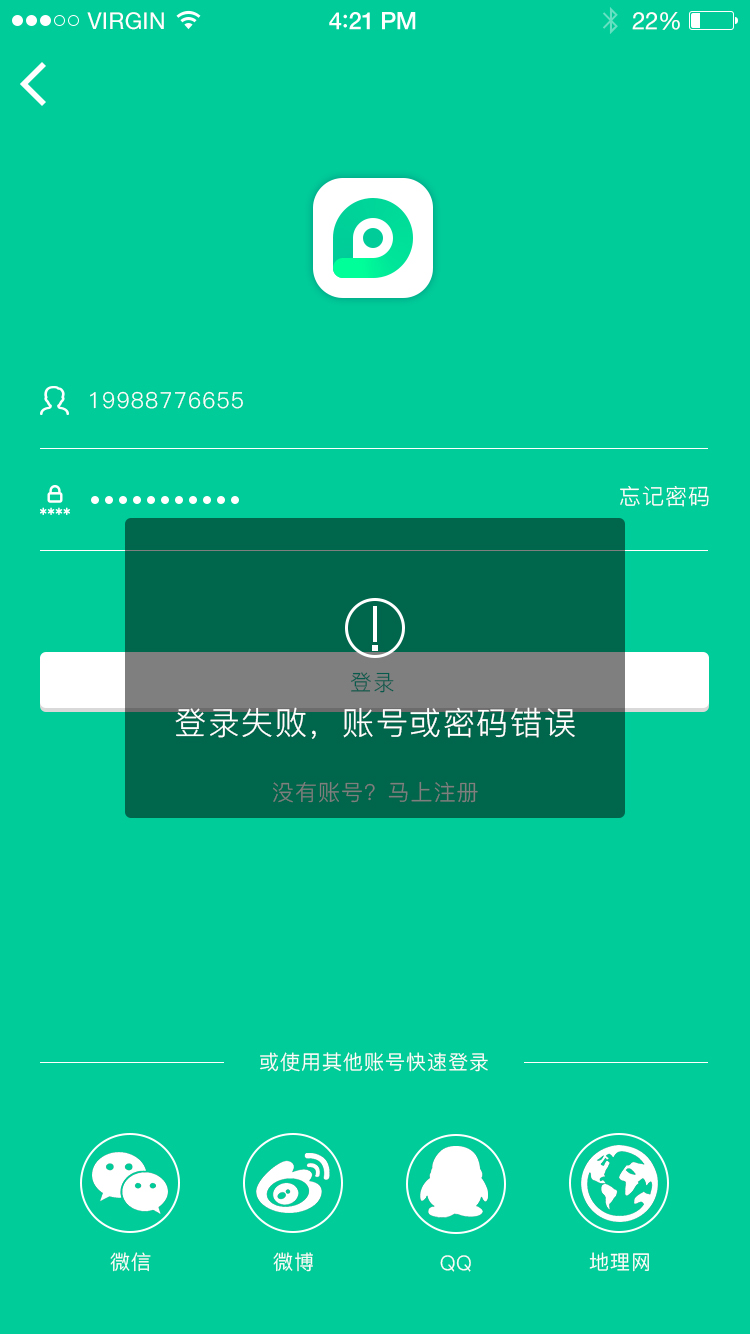 VIRGIN 4:21 PM 22%
19988776655
忘记密码
登录
登录失败，账号或密码错误
没有账号？马上注册
或使用其他账号快速登录
微信 微博 QQ 地理网